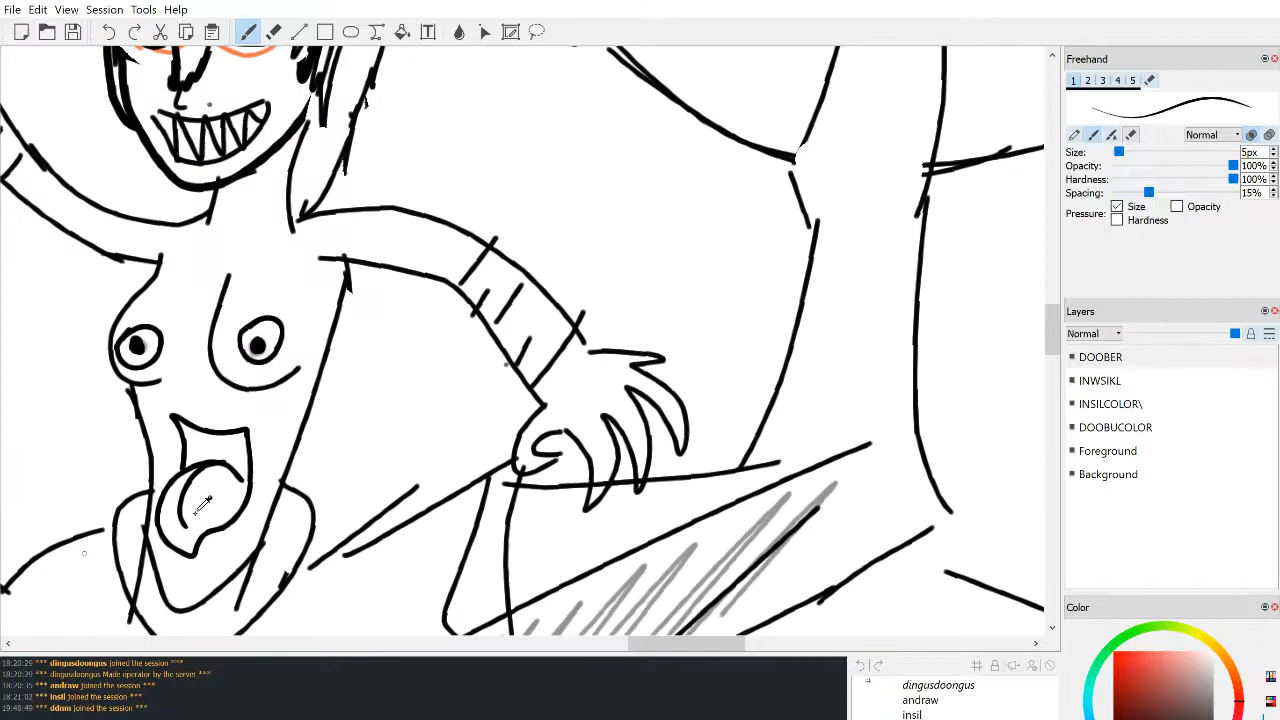 File Edit View Session Tools Help
T
Freehand
1 2 3 4 5
Normal
Size: 5px
Opacity: 100%
Hardness: 100%
Spacing: 15%
Pressure: Size Opacity
Hardness
Layers
Normal
DOOBER
INWSIKL
INSILCOLOR\
DOOBUCOLOR
Foreground
Background
Color
18:20:29 *** dingusdoongus joined the session ***
18:20:29 *** dingusdoongus Made operator by the server ***
18:20:35 *** andraw joined the session ***
18:21:02 *** insil joined the session ***
19:48:49 *** ddnm joined the session ***
#
dingusdoongus
andraw
insil